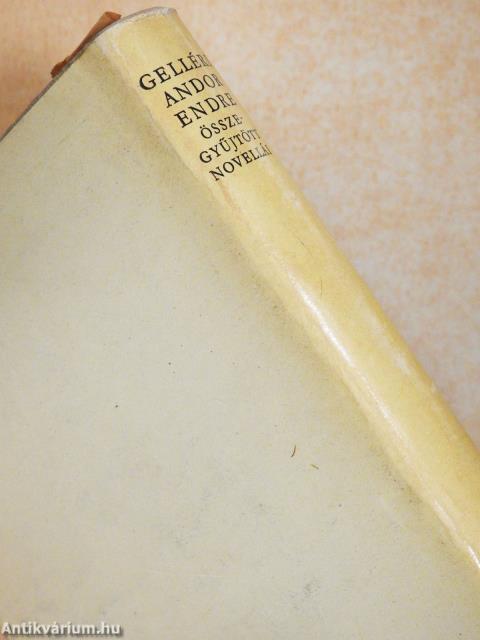 GELLÉRI
ANDOR
ENDRE
ÖSSZE-
GYŰJTÖTT
NOVELLÁI
Antikvárium.hu